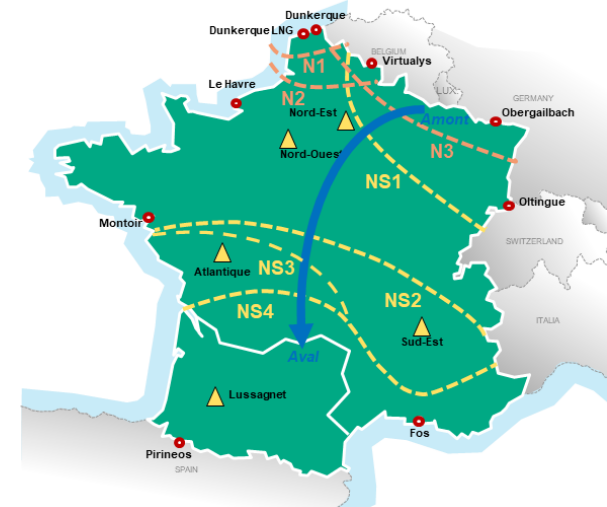 Dunkerque
Dunkerque LNG
BELGIUM
Virtualys
N1
Le Havre
LUX
N2
GERMANY
Nord-Est
Amont
Obergailbach
Nord-Ouest
N3
NS1
Oltingue
Montoir
SWITZERLAND
Atlantique
NS3
NS2
NS4
ITALIA
Sud-Est
Aval
Lussagnet
Fos
Pirineos
SPAIN